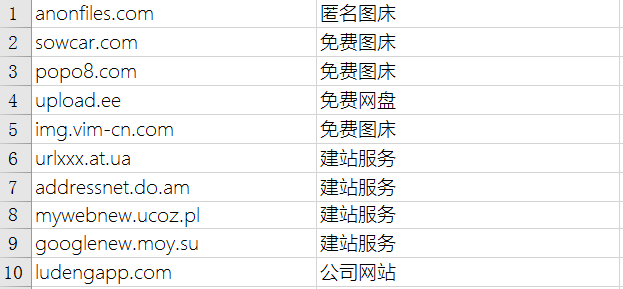 1 anonfiles.com 匿名图床
2 sowcar.com 免费图床
3 popo8.com 免费图床
4 upload.ee 免费网盘
5 img.vim-cn.com 免费图床
6 urlxxx.at.ua 建站服务
7 addressnet.do.am 建站服务
8 mywebnew.ucoz.pl 建站服务
9 googlenew.moy.su 建站服务
10 ludengapp.com 公司网站